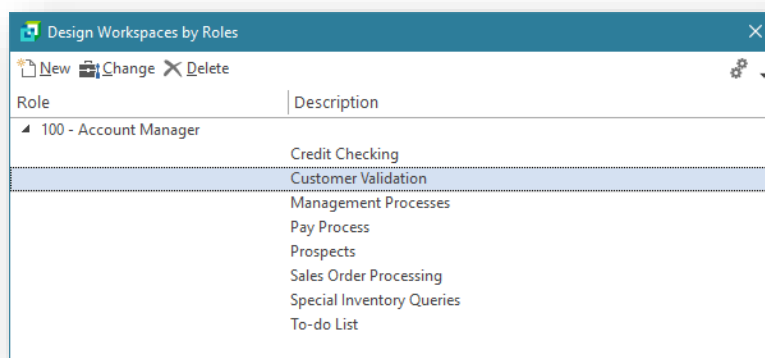 Design Workspaces by Roles
New Change Delete
Role Description
100 - Account Manager
Credit Checking
Customer Validation
Management Processes
Pay Process
Prospects
Sales Order Processing
Special Inventory Queries
To-do List